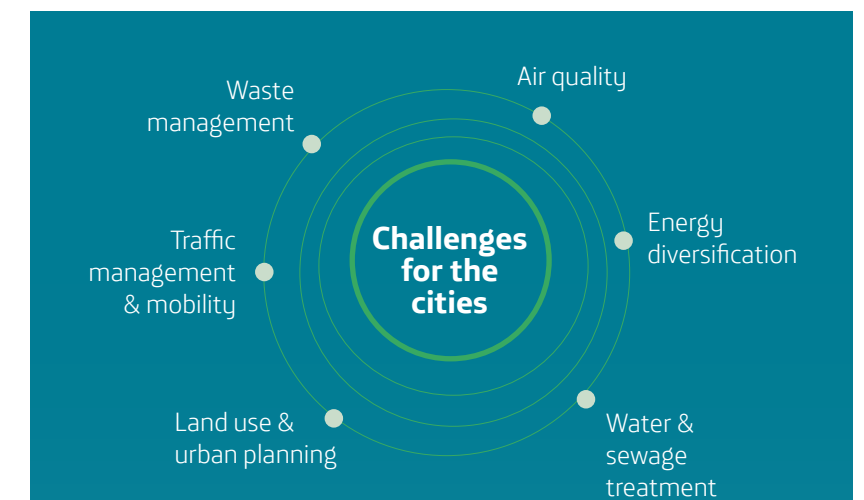 Waste
management
Air quality
Traffic
management
& mobility
Challenges
for the
cities
Energy
diversification
Land use &
urban planning
Water &
sewage
treatment